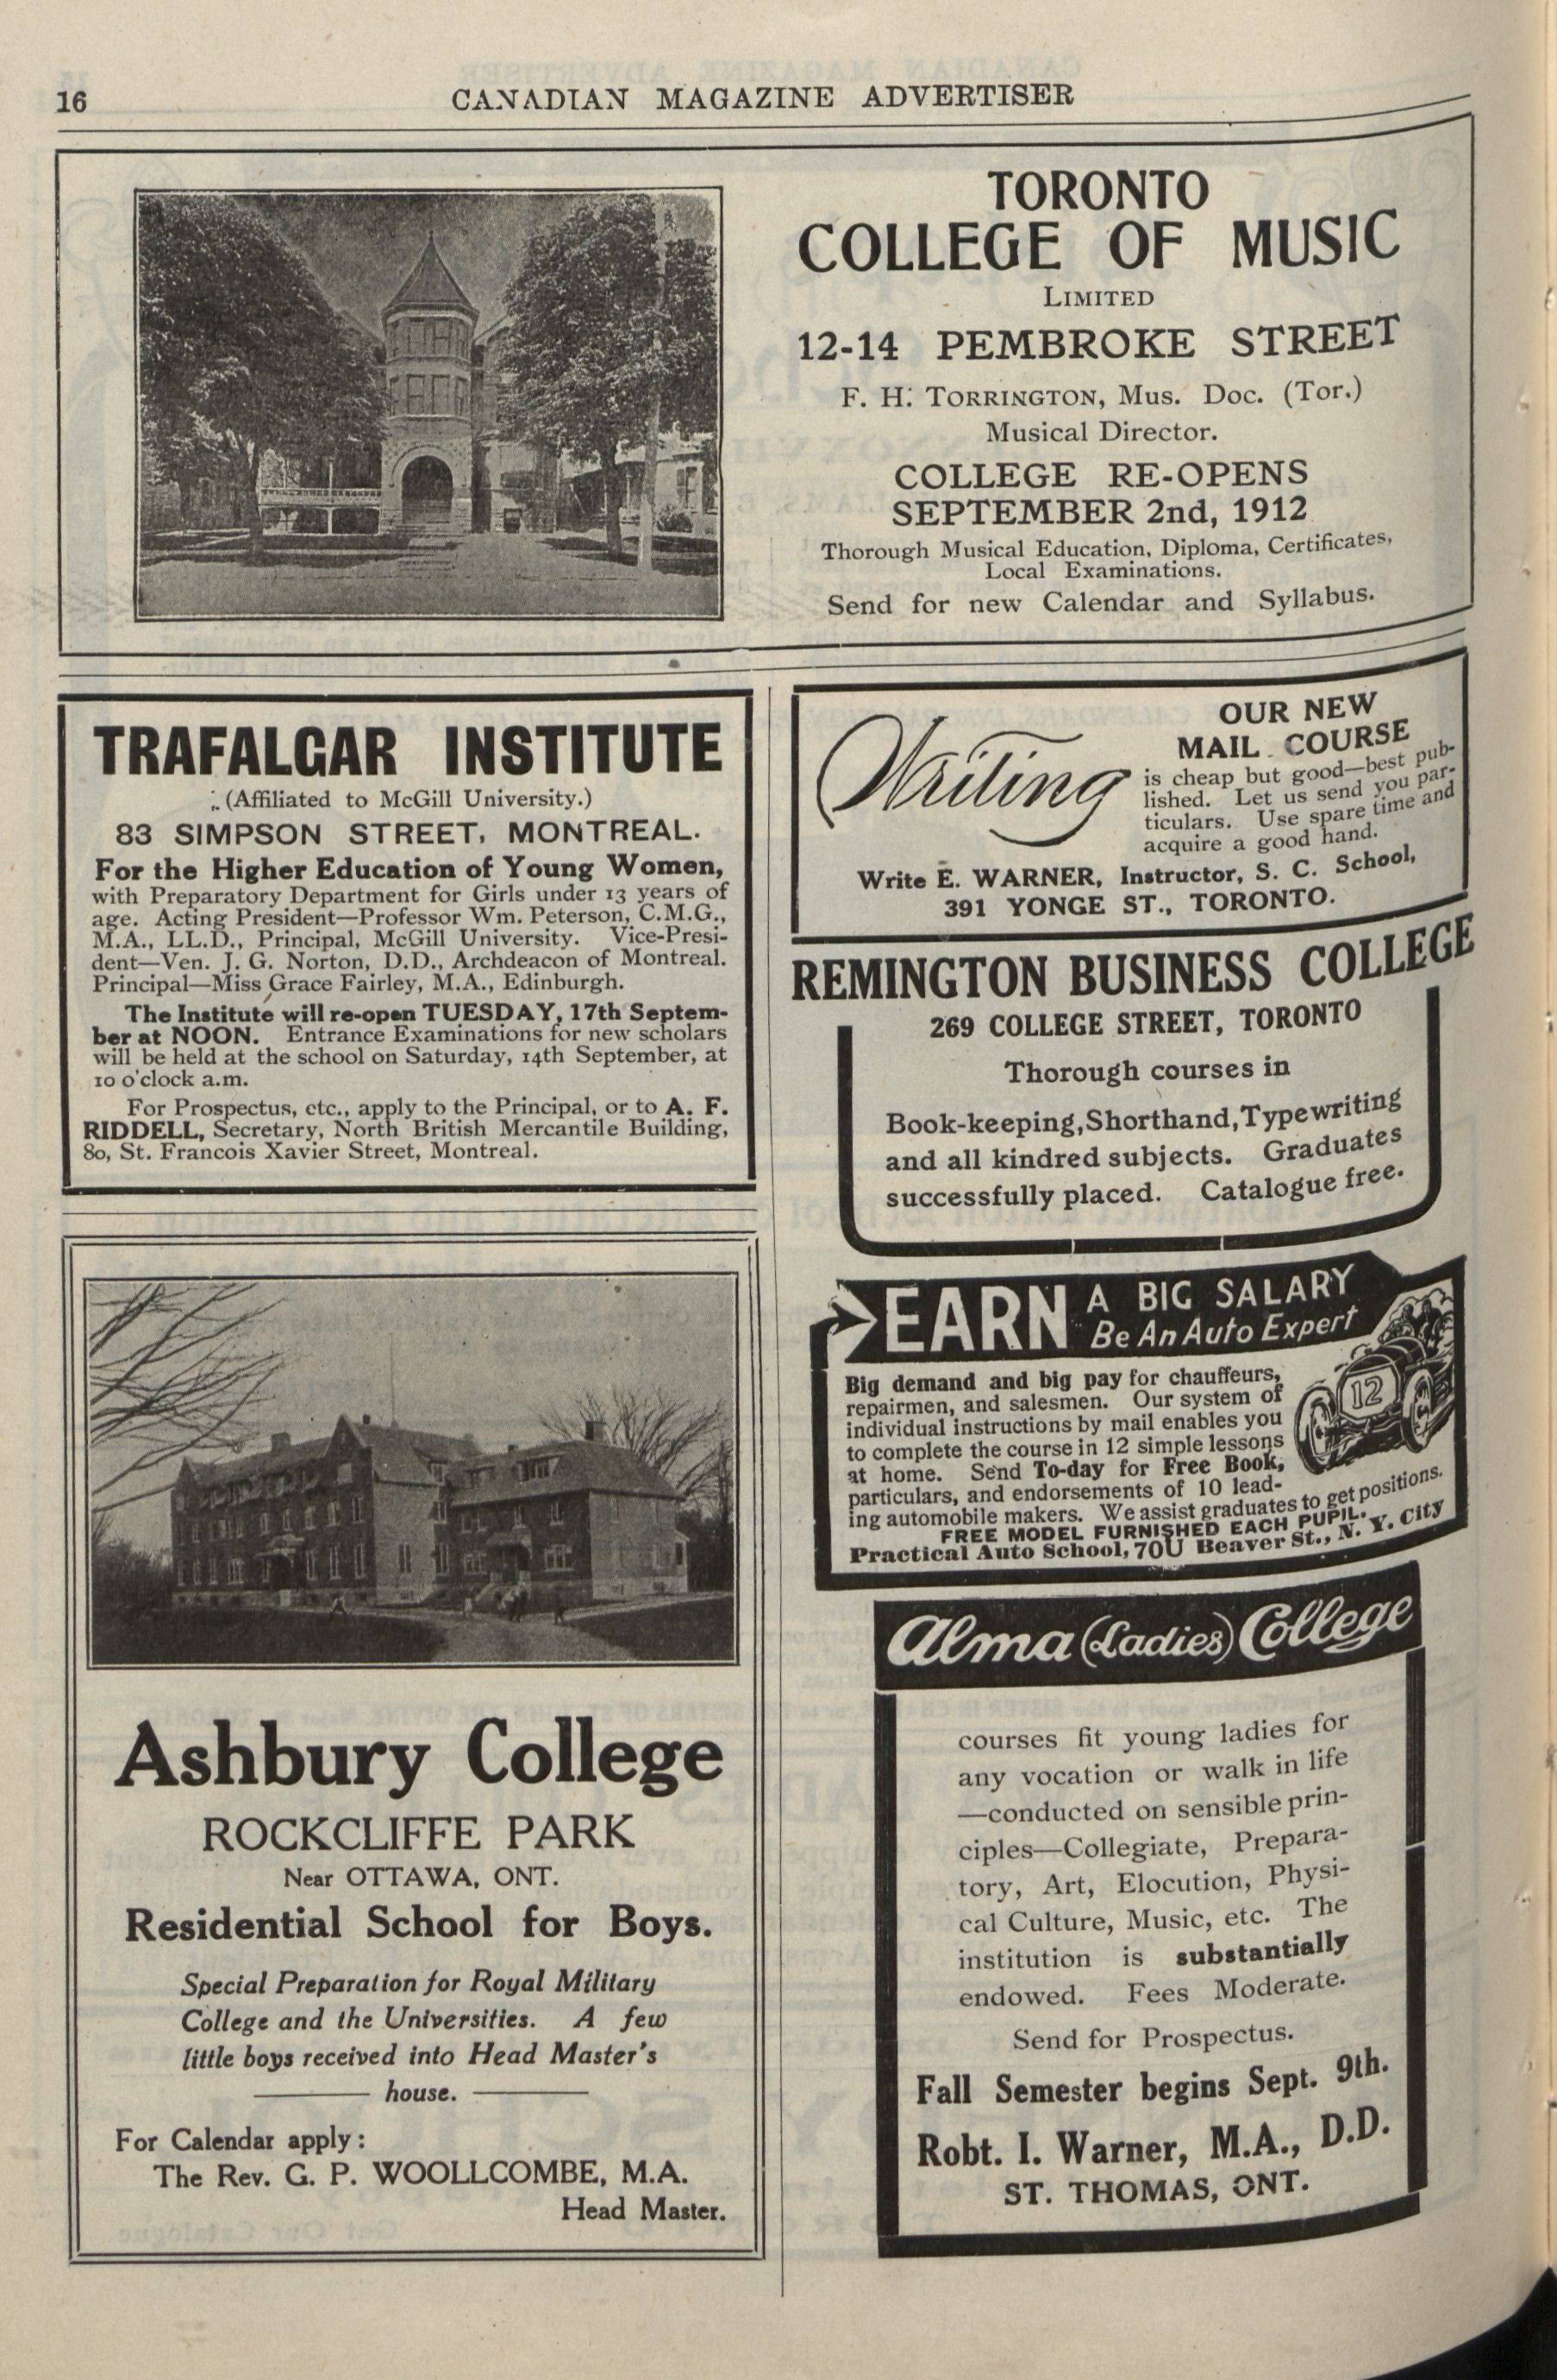 16
CANADIAN MAGAZINE ADVERTISER
TORONTO
COLLEGE OF MUSIC
LIMITED
12-14 PEMBROKE STREET
F. H. TORRINGTON, Mus. Doc. (Tor.)
Musical Director.
COLLEGE RE-OPENS
SEPTEMBER 2nd, 1912
Thorough Musical Education, Diploma, Certificates,
Local Examinations.
Send for new Calendar and Syllabus.
TRAFALGAR INSTITUTE
(Affiliated to McGill University.)
83 SIMPSON STREET, MONTREAL.
For the Higher Education of Young Women,
with Preparatory Department for Girls under 13 years of
age. Acting President—Professor Wm. Peterson, C.M.G.,
M.A., LL.D., Principal, McGill University. Vice-Presi-
dent—Ven. J. G. Norton, D.D., Archdeacon of Montreal.
Principal—Miss Grace Fairley, M.A., Edinburgh.
The Institute will re-open TUESDAY, 17th Septem-
ber at NOON. Entrance Examinations for new scholars
will be held at the school on Saturday, 14th September, at
10 o'clock a.m.
For Prospectus, etc., apply to the Principal, or to A. F.
RIDDELL, Secretary, North British Mercantile Building,
80, St. Francois Xavier Street, Montreal.
Ashbury College
ROCKCLIFFE PARK
Near OTTAWA, ONT.
Residential School for Boys.
Special Preparation for Royal Military
College and the Universities. A few
little boys received into Head Master's
house.
For Calendar apply:
The Rev. G. P. WOOLLCOMBE, M.A.
Head Master.
Writing
OUR NEW
MAIL COURSE
is cheap but good—best pub-
lished. Let us send you par-
ticulars. Use spare time and
acquire a good hand.
Write E. WARNER, Instructor, S. C. School,
391 YONGE ST., TORONTO.
REMINGTON BUSINESS COLLEGE
269 COLLEGE STREET, TORONTO
Thorough courses in
Book-keeping, Shorthand, Typewriting
and all kindred subjects. Graduates
successfully placed. Catalogue free.
EARN A BIG SALARY
Be An Auto Expert
Big demand and big pay for chauffeurs,
repairmen, and salesmen. Our system of
individual instructions by mail enables you
to complete the course in 12 simple lessons
at home. Send To-day for Free Book,
particulars, and endorsements of 10 lead-
ing automobile makers. We assist graduates to get positions.
FREE MODEL FURNISHED EACH PUPIL.
Practical Auto School, 70U Beaver St., N. Y. City
12
Alma (Ladies) College
courses fit young ladies for
any vocation or walk in life
—conducted on sensible prin-
ciples—Collegiate, Prepara-
tory, Art, Elocution, Physi-
cal Culture, Music, etc. The
institution is substantially
endowed. Fees Moderate.
Send for Prospectus.
Fall Semester begins Sept. 9th.
Robt. I. Warner, M.A., D.D.
ST. THOMAS, ONT.